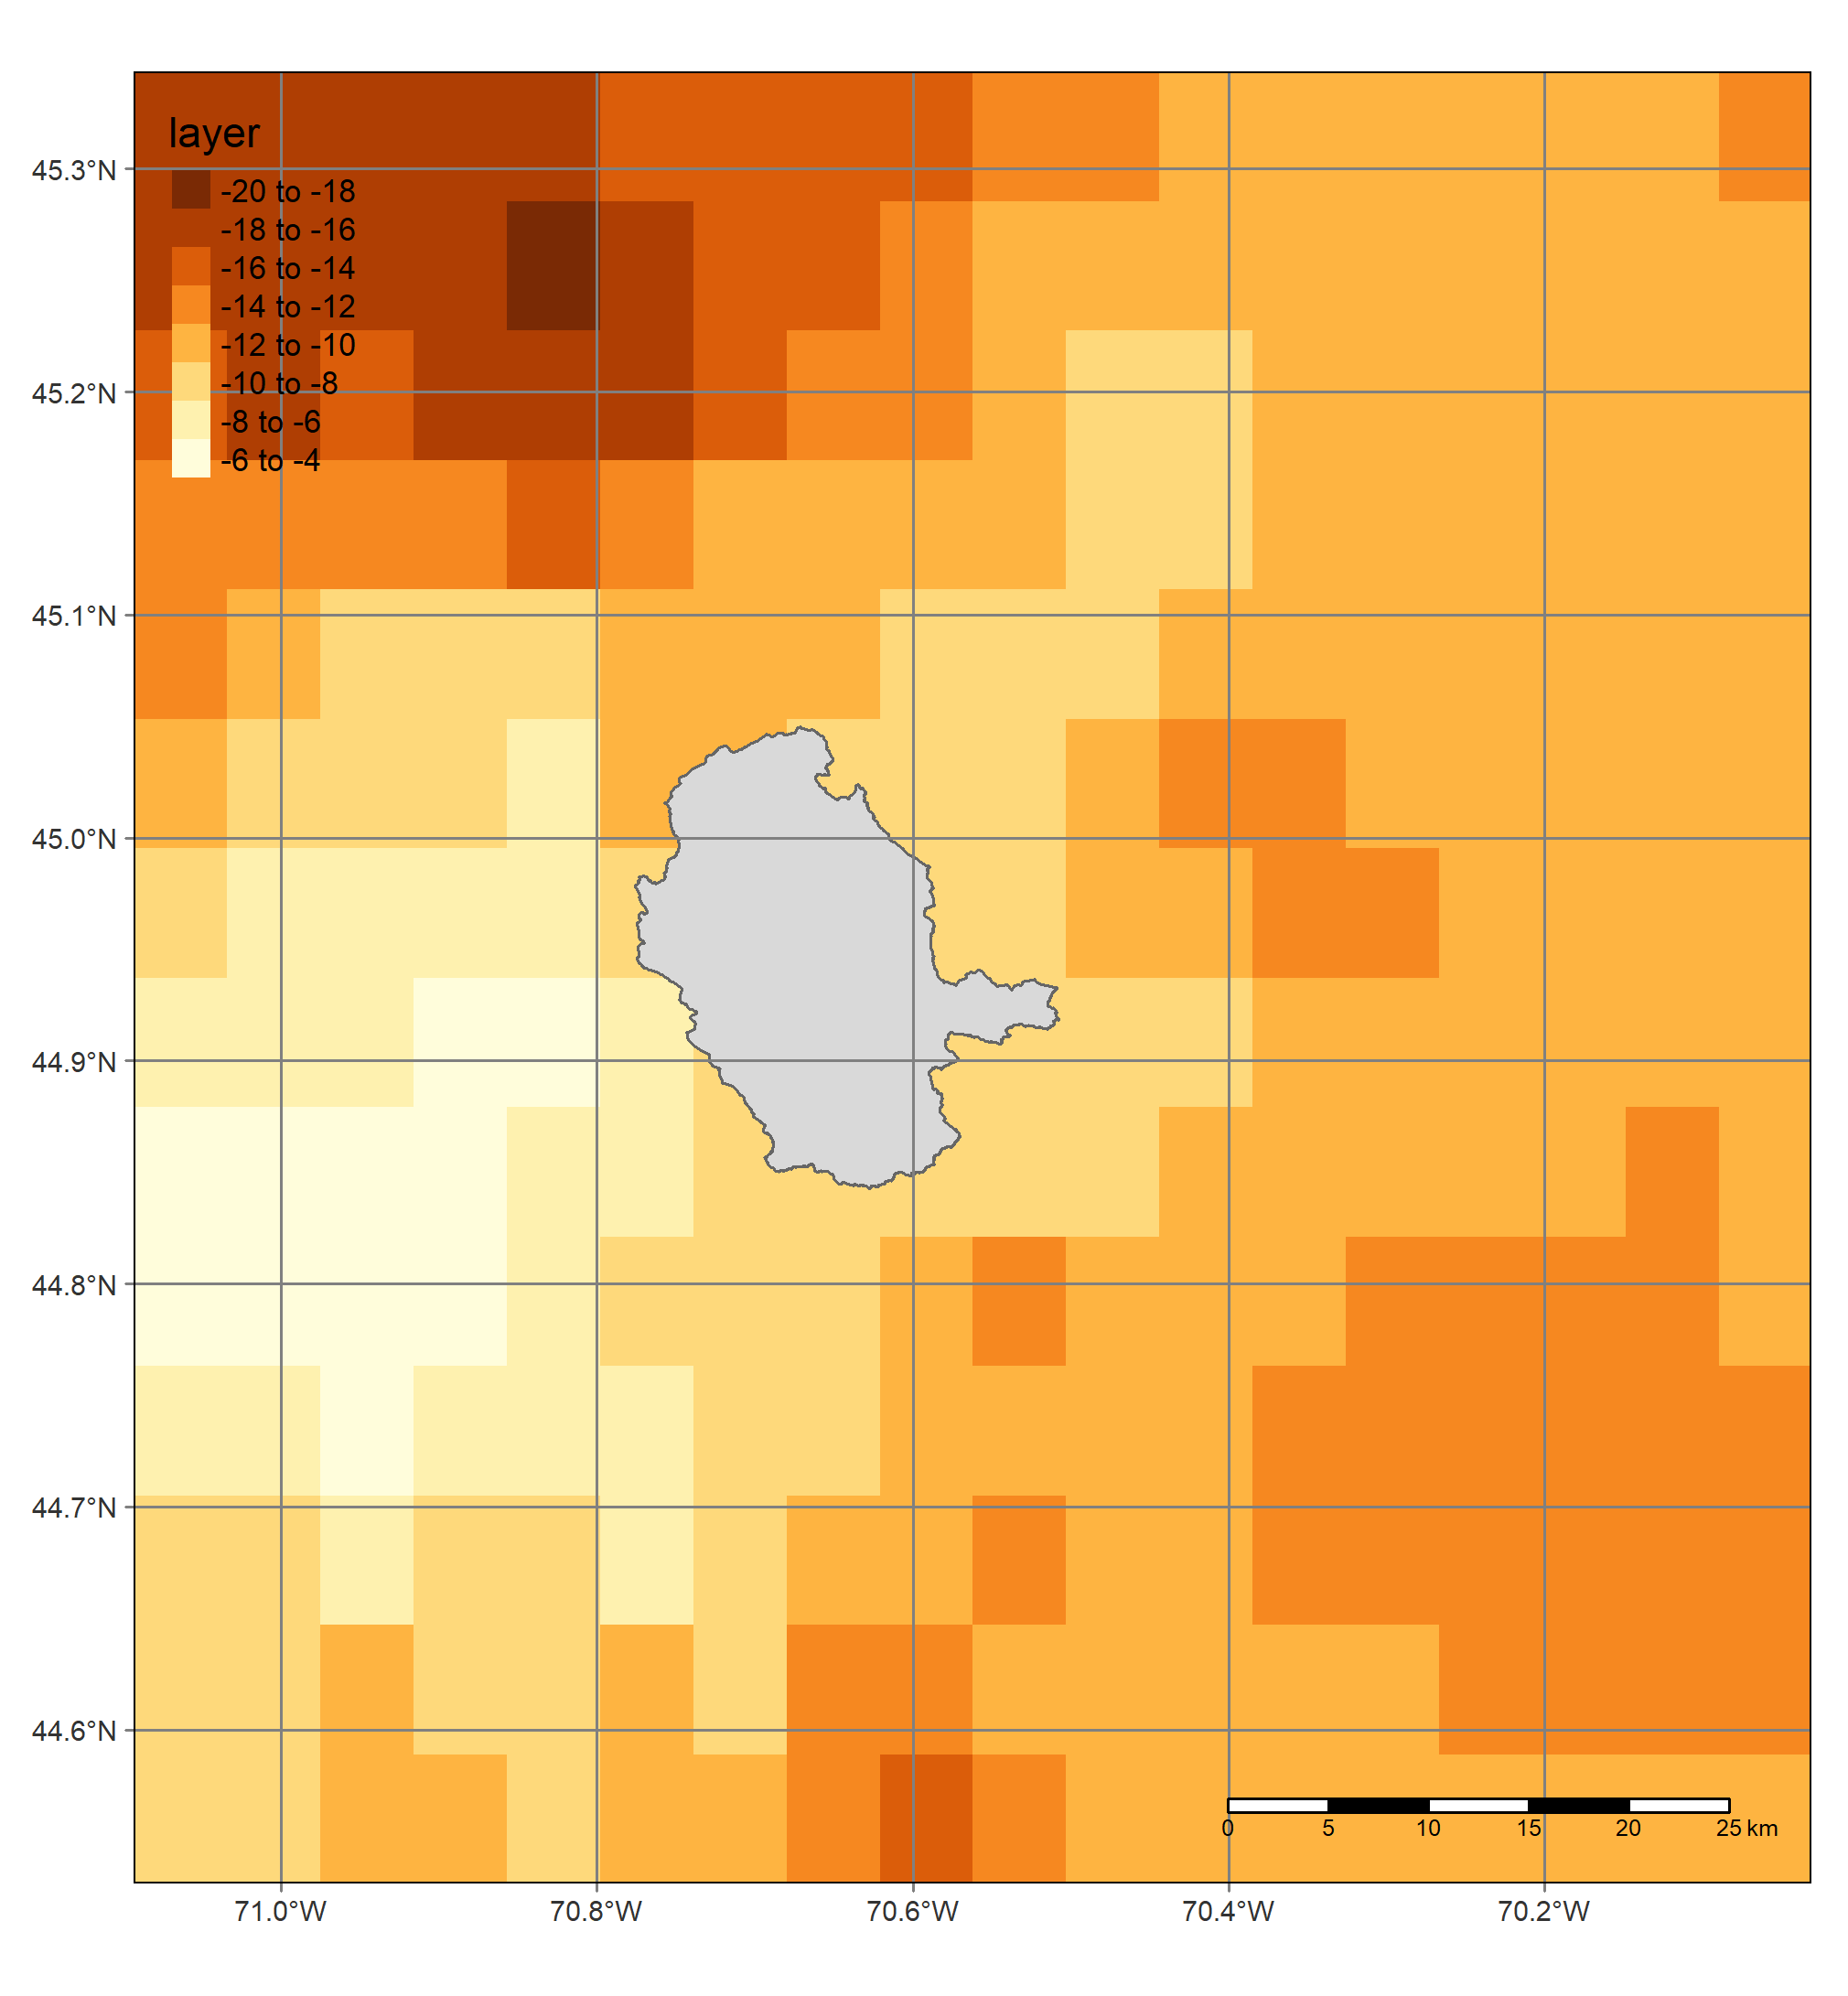 layer
-20 to -18
-18 to -16
-16 to -14
-14 to -12
-12 to -10
-10 to -8
-8 to -6
-6 to -4
45.3°N
45.2°N
45.1°N
45.0°N
44.9°N
44.8°N
44.7°N
44.6°N
0 5 10 15 20 25 km
71.0°W 70.8°W 70.6°W 70.4°W 70.2°W